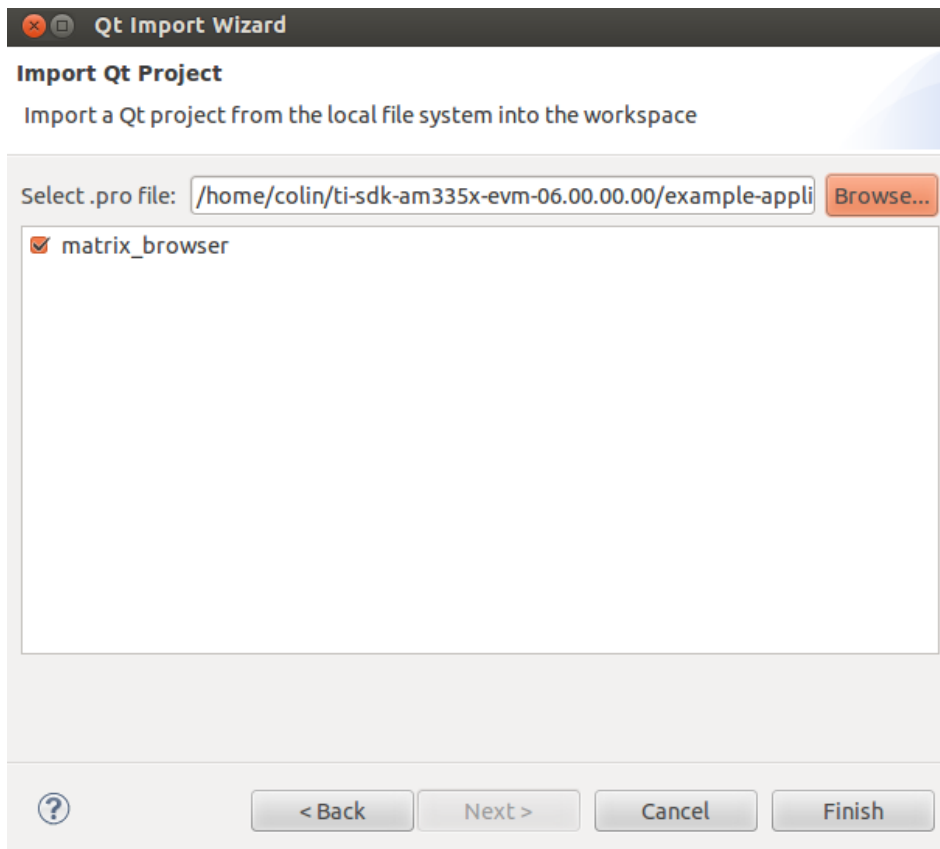 Qt Import Wizard
Import Qt Project
Import a Qt project from the local file system into the workspace
Select .pro file: /home/colin/ti-sdk-am335x-evm-06.00.00.00/example-appli Browse...
matrix_browser
? < Back Next > Cancel Finish